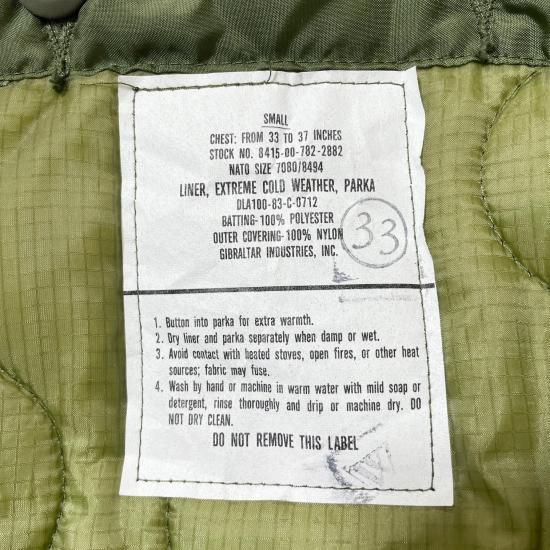 SMALL
CHEST: FROM 33 TO 37 INCHES
STOCK NO. 8415-00-782-2882
NATO SIZE 7080/8494
LINER, EXTREME COLD WEATHER, PARKA
DLA100-83-C-0712
BATTING-100% POLYESTER
OUTER COVERING-100% NYLON
GIBRALTAR INDUSTRIES, INC.
33
1. Button into parka for extra warmth.
2. Dry liner and parka separately when damp or wet.
3. Avoid contact with heated stoves, open fires, or other heat
sources; fabric may fuse.
4. Wash by hand or machine in warm water with mild soap or
detergent, rinse thoroughly and drip or machine dry. DO
NOT DRY CLEAN.
DO NOT REMOVE THIS LABEL